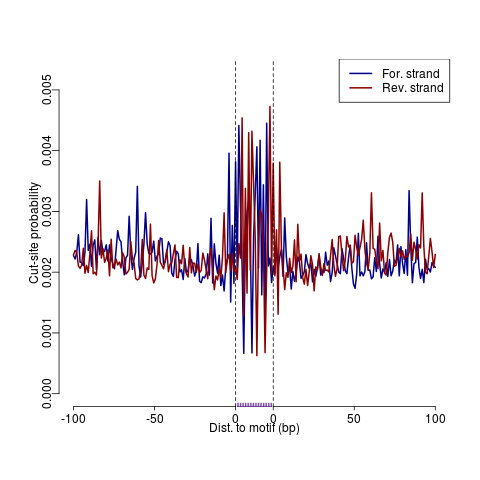 For. strand
Rev. strand
Cut-site probability
0.005
0.004
0.003
0.002
0.001
0.000
-100 -50 0 0 50 100
Dist. to motif (bp)